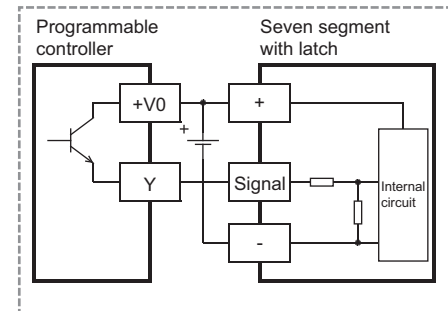 Programmable
controller
Seven segment
with latch
+V0
+
+
Y
Signal
Internal
circuit
-